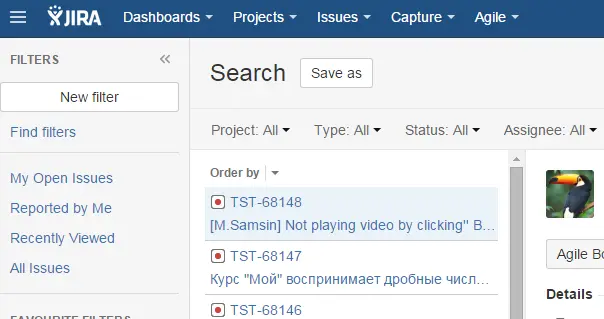 JIRA Dashboards Projects Issues Capture Agile
FILTERS
New filter
Find filters
My Open Issues
Reported by Me
Recently Viewed
All Issues
FAVOURITE FILTERS
Search Save as
Project: All Type: All Status: All Assignee: All
Order by
TST-68148
[M.Samsin] Not playing video by clicking" B...
TST-68147
Курс "Мой" воспринимает дробные числ...
TST-68146
Agile Bo
Details